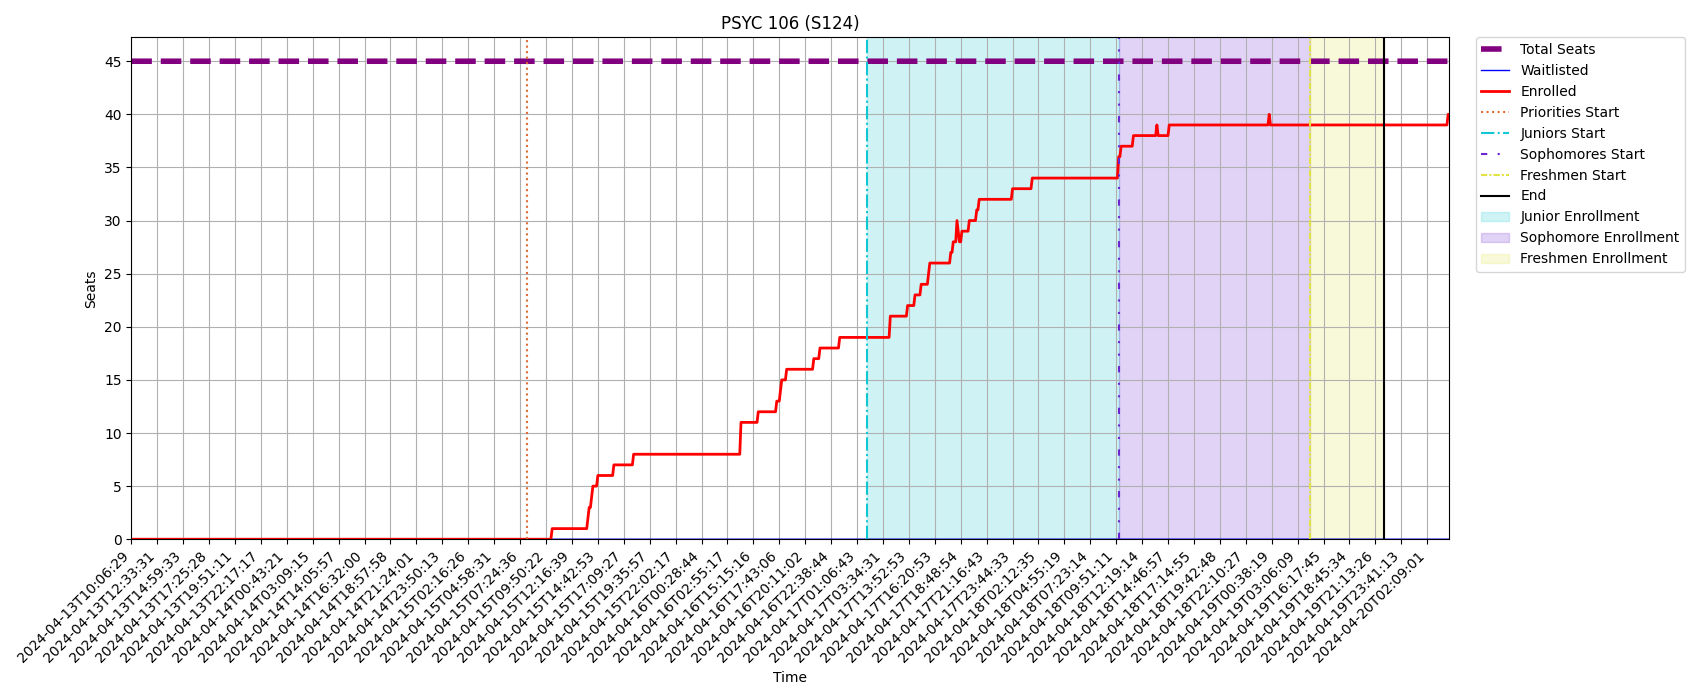 PSYC 106 (S124)
Total Seats
Waitlisted
Enrolled
Priorities Start
Juniors Start
Sophomores Start
Freshmen Start
End
Junior Enrollment
Sophomore Enrollment
Freshmen Enrollment
Seats
45
40
35
30
25
20
15
10
5
0
2024-04-13T10:06:29
2024-04-13T12:33:31
2024-04-13T14:59:33
2024-04-13T17:25:28
2024-04-13T19:51:11
2024-04-13T22:17:17
2024-04-14T00:43:21
2024-04-14T03:09:15
2024-04-14T14:05:57
2024-04-14T16:32:00
2024-04-14T18:57:58
2024-04-14T21:24:01
2024-04-14T23:50:13
2024-04-15T02:16:26
2024-04-15T04:58:31
2024-04-15T07:24:36
2024-04-15T09:50:22
2024-04-15T12:16:39
2024-04-15T14:42:53
2024-04-15T17:09:27
2024-04-15T19:35:57
2024-04-15T22:02:17
2024-04-16T00:28:44
2024-04-16T02:55:17
2024-04-16T15:15:16
2024-04-16T17:43:06
2024-04-16T20:11:02
2024-04-16T22:38:44
2024-04-17T01:06:43
2024-04-17T03:34:31
2024-04-17T13:52:53
2024-04-17T16:20:53
2024-04-17T18:48:54
2024-04-17T21:16:43
2024-04-17T23:44:33
2024-04-18T02:12:35
2024-04-18T04:55:19
2024-04-18T07:23:14
2024-04-18T09:51:11
2024-04-18T12:19:14
2024-04-18T14:46:57
2024-04-18T17:14:55
2024-04-18T19:42:48
2024-04-18T22:10:27
2024-04-19T00:38:19
2024-04-19T03:06:09
2024-04-19T16:17:45
2024-04-19T18:45:34
2024-04-19T21:13:26
2024-04-19T23:41:13
2024-04-20T02:09:01
Time